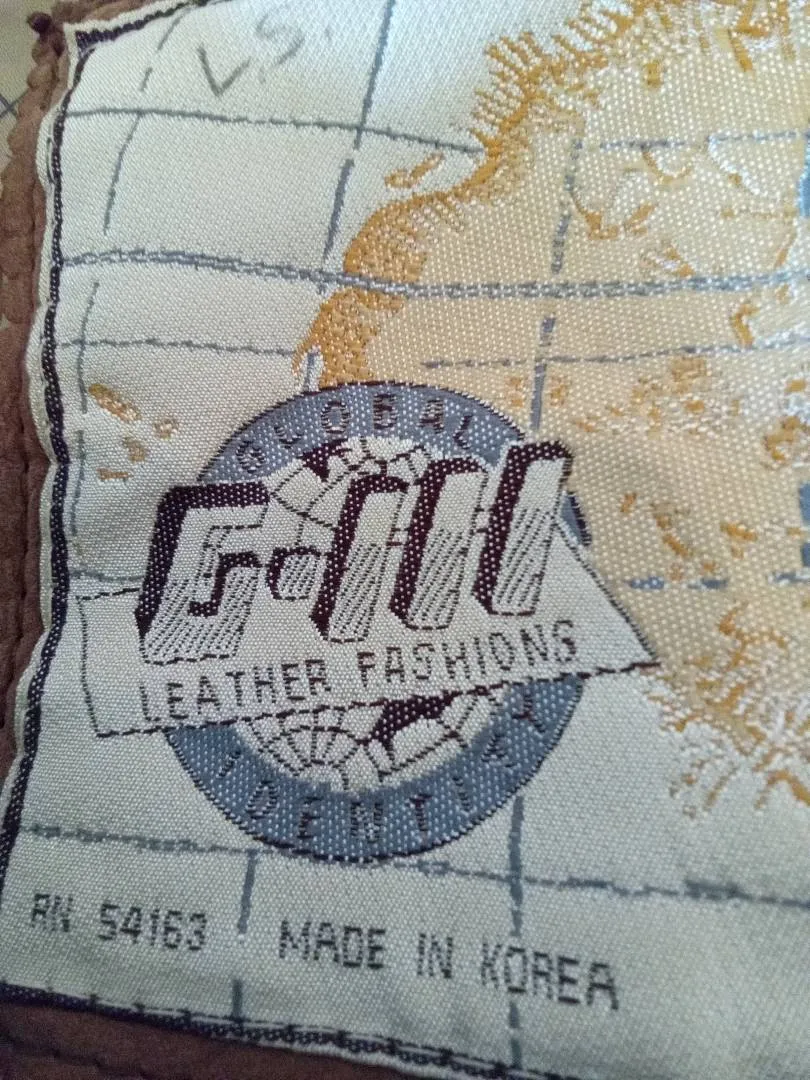 V.S.
GLOBAL
G-III
LEATHER FASHIONS
IDENTITY
RN 54163 MADE IN KOREA